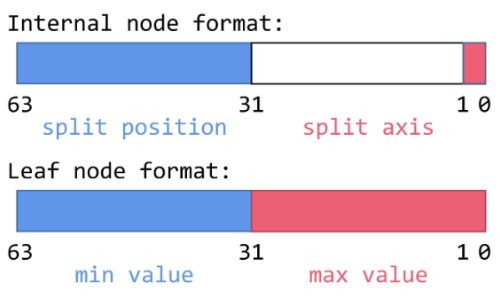 Internal node format:
63 31 1 0
split position split axis
Leaf node format:
63 31 1 0
min value max value